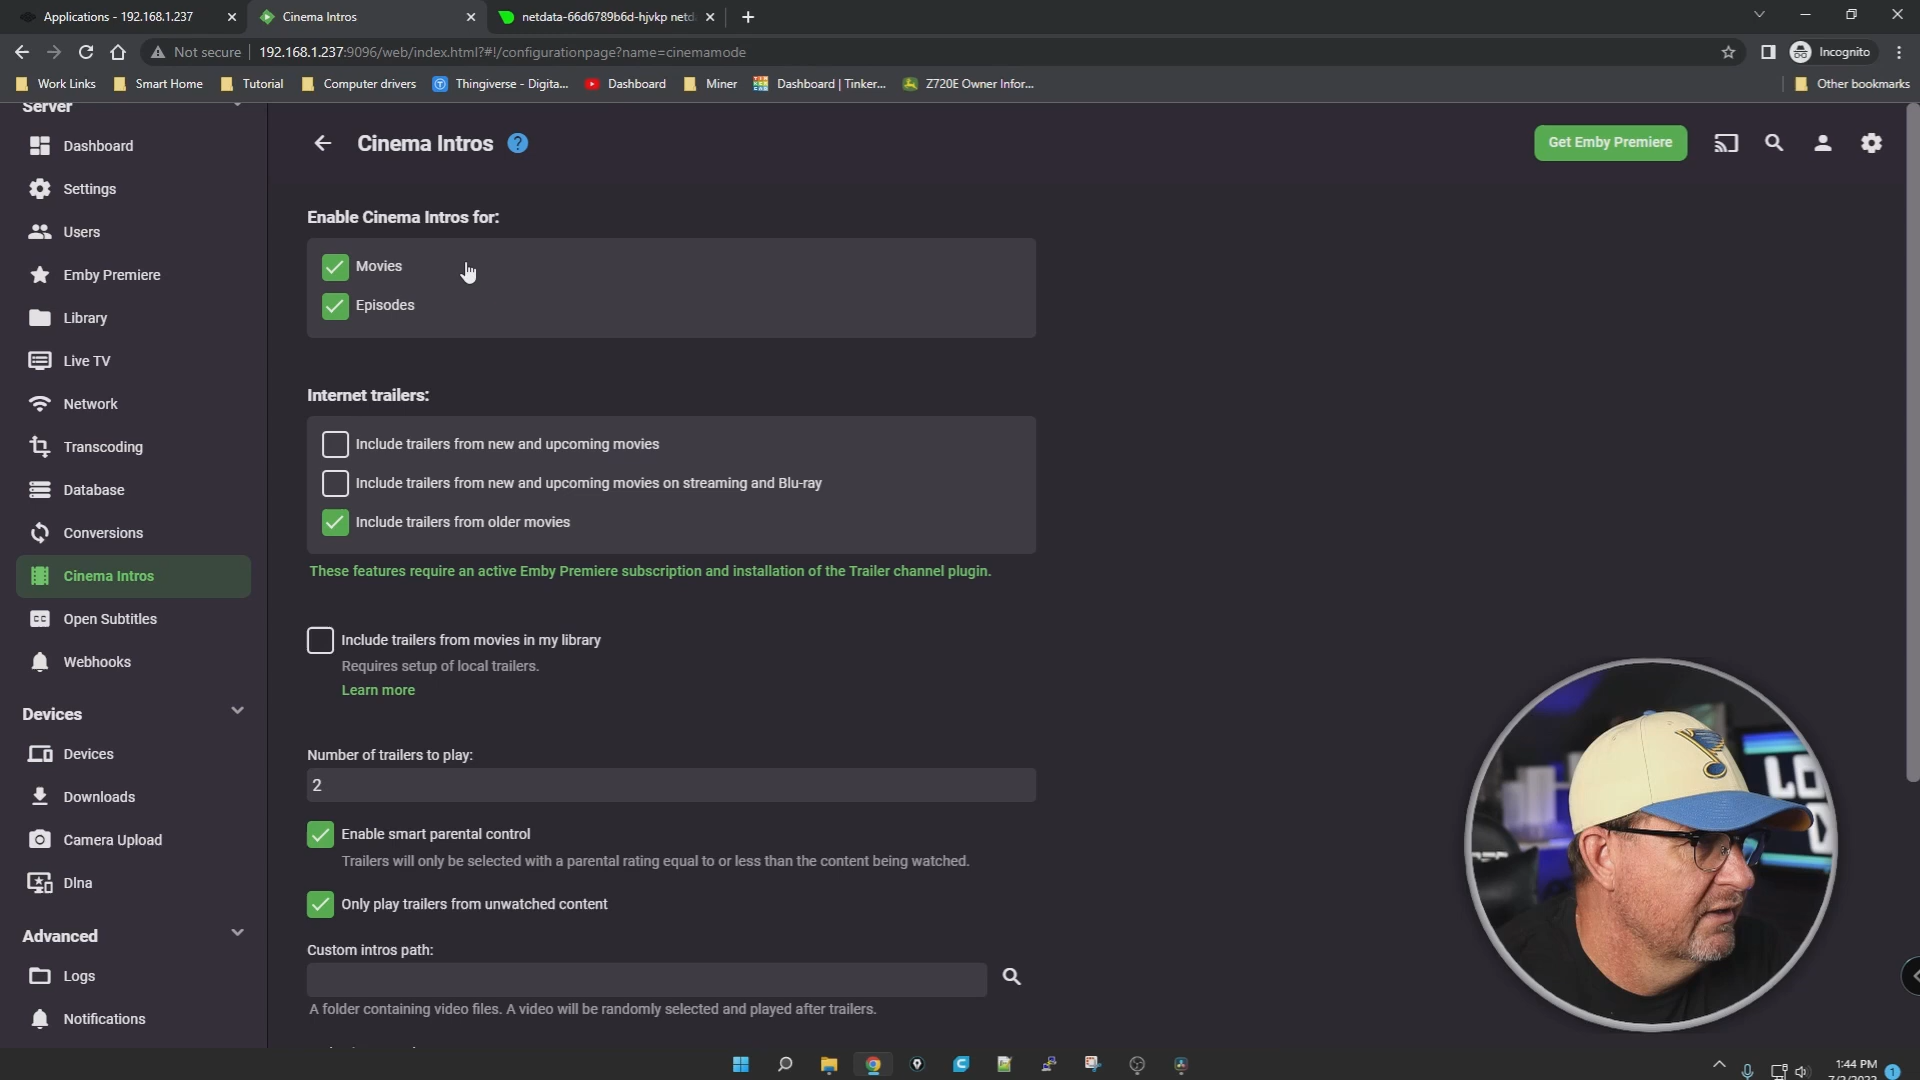 Applications - 192.168.1.237
Cinema Intros
netdata-66d6789b6d-hjvkp netd
Not secure
192.168.1.237:9096/web/index.html?#!/configurationpage?name=cinemamode
Incognito
Work Links
Smart Home
Tutorial
Computer drivers
Thingiverse - Digita...
Dashboard
Miner
Dashboard | Tinker...
Z720E Owner Infor...
Other bookmarks
Server
Dashboard
Settings
Users
Emby Premiere
Library
Live TV
Network
Transcoding
Database
Conversions
Cinema Intros
Open Subtitles
Webhooks
Devices
Devices
Downloads
Camera Upload
Dlna
Advanced
Logs
Notifications
Cinema Intros
Get Emby Premiere
Enable Cinema Intros for:
Movies
Episodes
Internet trailers:
Include trailers from new and upcoming movies
Include trailers from new and upcoming movies on streaming and Blu-ray
Include trailers from older movies
These features require an active Emby Premiere subscription and installation of the Trailer channel plugin.
Include trailers from movies in my library
Requires setup of local trailers.
Learn more
Number of trailers to play:
2
Enable smart parental control
Trailers will only be selected with a parental rating equal to or less than the content being watched.
Only play trailers from unwatched content
Custom intros path:
A folder containing video files. A video will be randomly selected and played after trailers.
1:44 PM
1